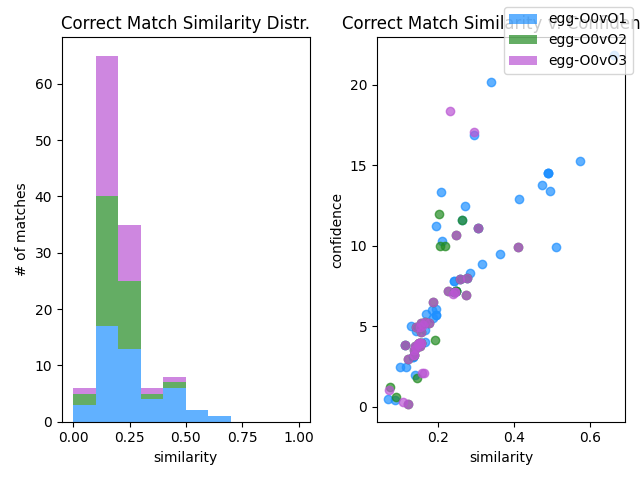 Correct Match Similarity Distr.
# of matches
60
50
40
30
20
10
0
0.00 0.25 0.50 0.75 1.00
similarity
Correct Match Similarity v. Confiden
egg-O0vO1
egg-O0vO2
egg-O0vO3
confidence
20
15
10
5
0
0.2 0.4 0.6
similarity